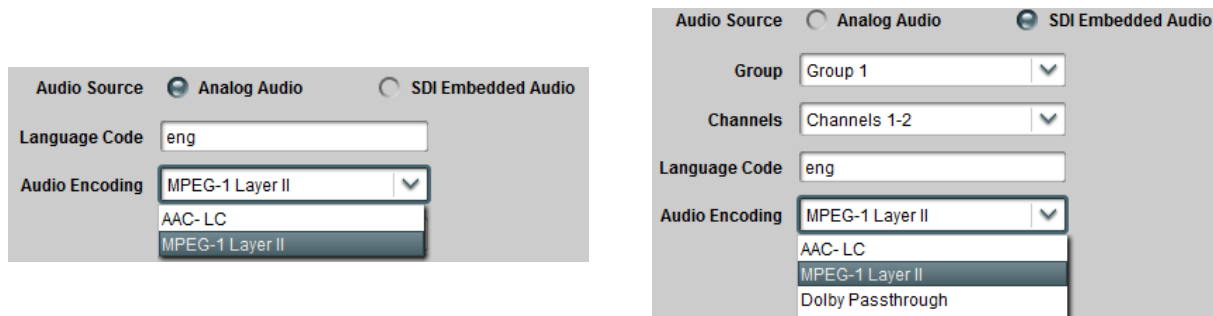 Audio Source Analog Audio SDI Embedded Audio
Language Code eng
Audio Encoding MPEG-1 Layer II
AAC- LC
MPEG-1 Layer II
Audio Source Analog Audio SDI Embedded Audio
Group Group 1
Channels Channels 1-2
Language Code eng
Audio Encoding MPEG-1 Layer II
AAC- LC
MPEG-1 Layer II
Dolby Passthrough